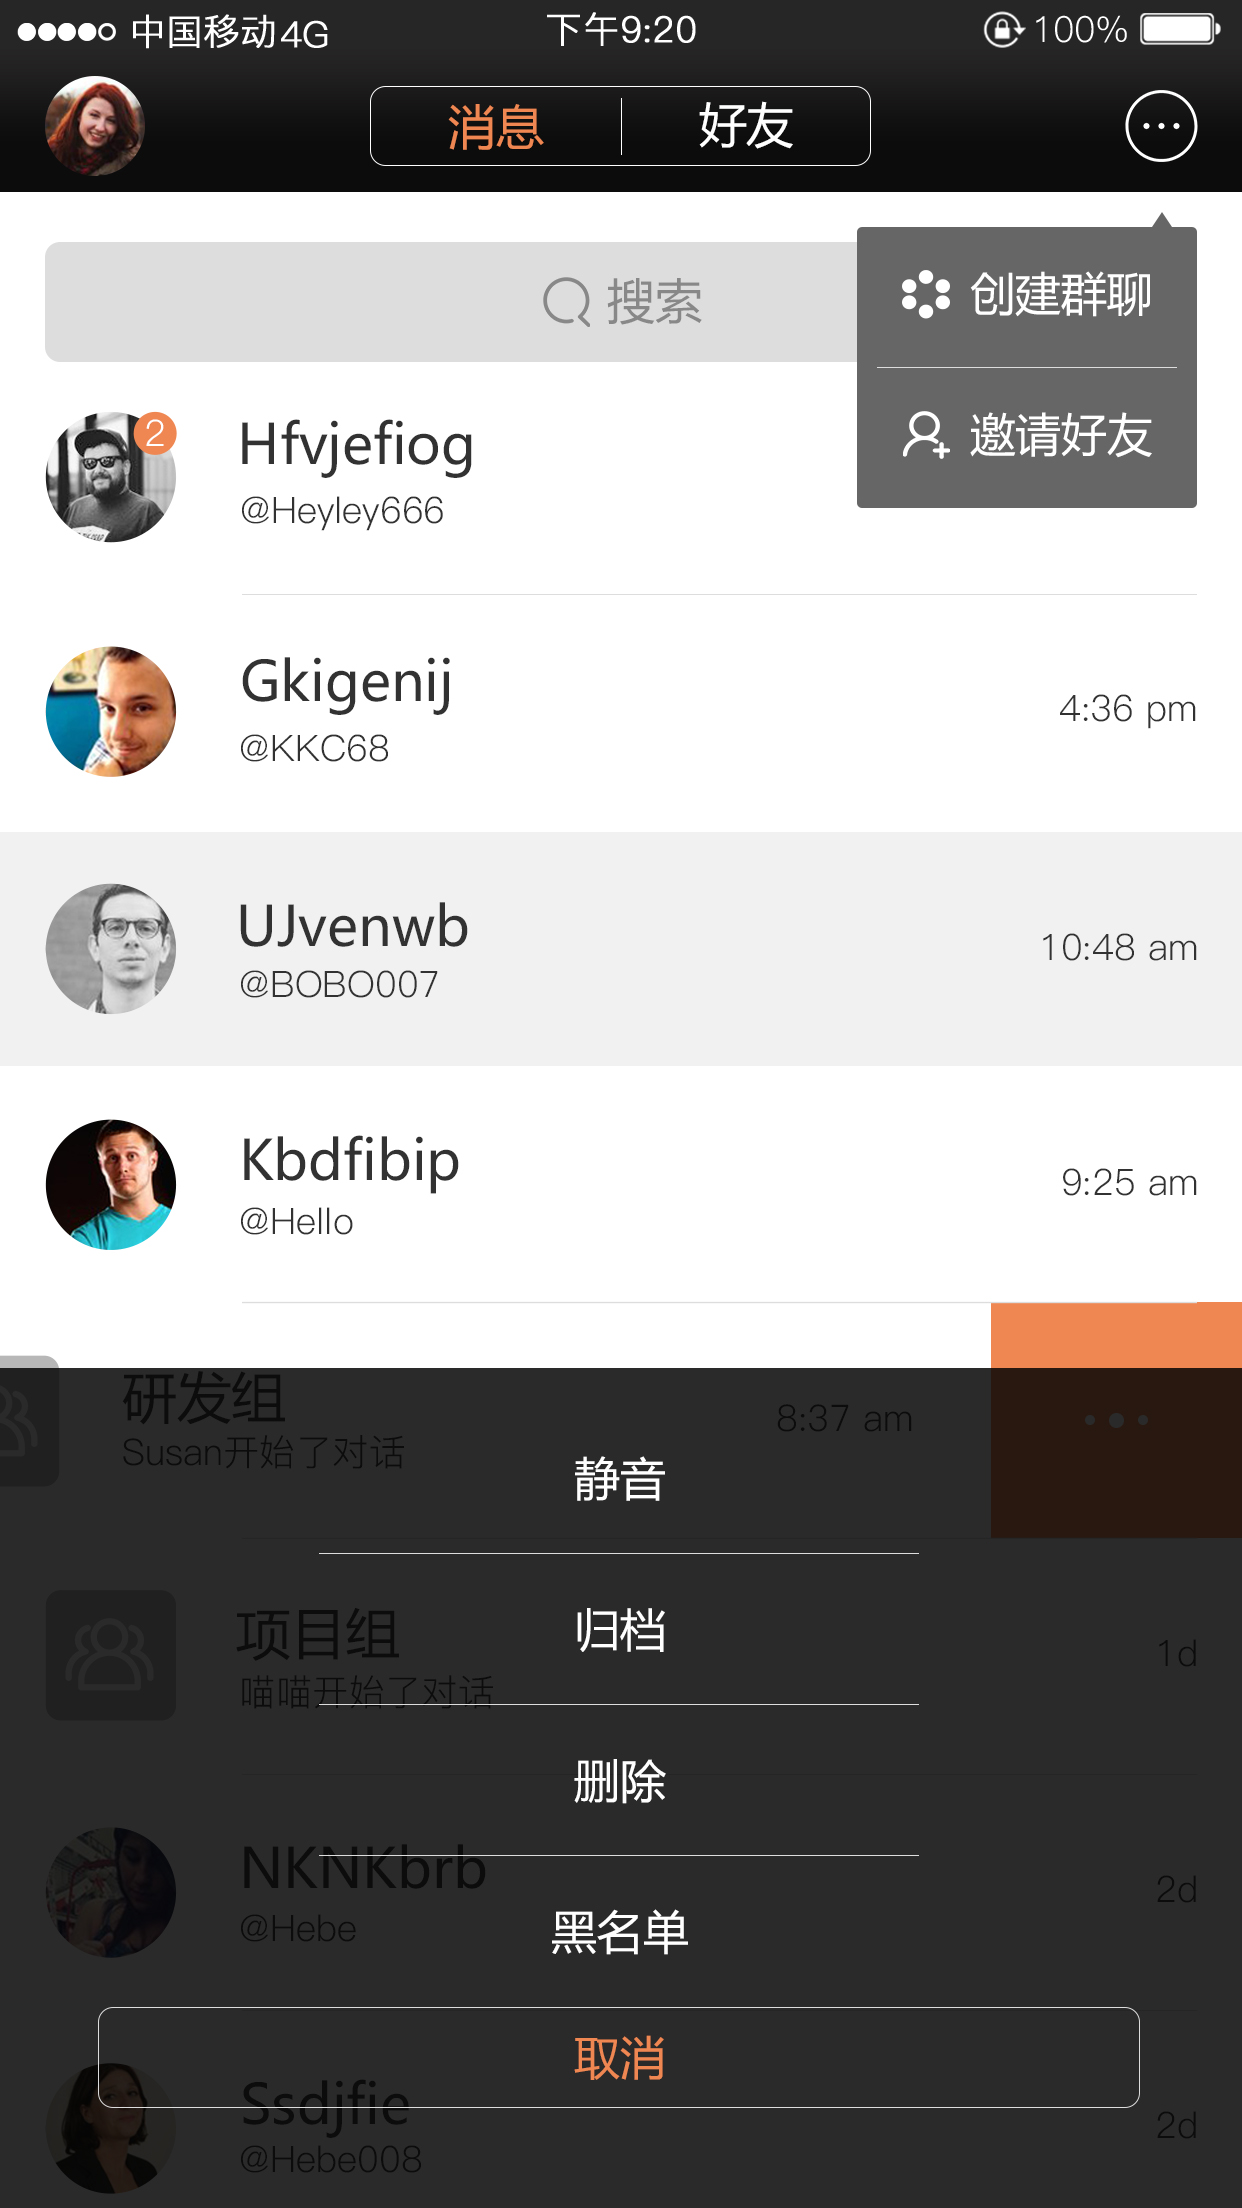 中国移动4G 下午9:20 100%
消息 好友
搜索
创建群聊
邀请好友
2
Hfvjefiog
@Heyley666
Gkigenij
@KKC68
4:36 pm
UJvenwb
@BOBO007
10:48 am
Kbdfibip
@Hello
9:25 am
研发组
Susan开始了对话
8:37 am
静音
归档
项目组
喵喵开始了对话
1d
删除
NKNKbrb
@Hebe
2d
黑名单
取消
Ssdjfie
@Hebe008
2d